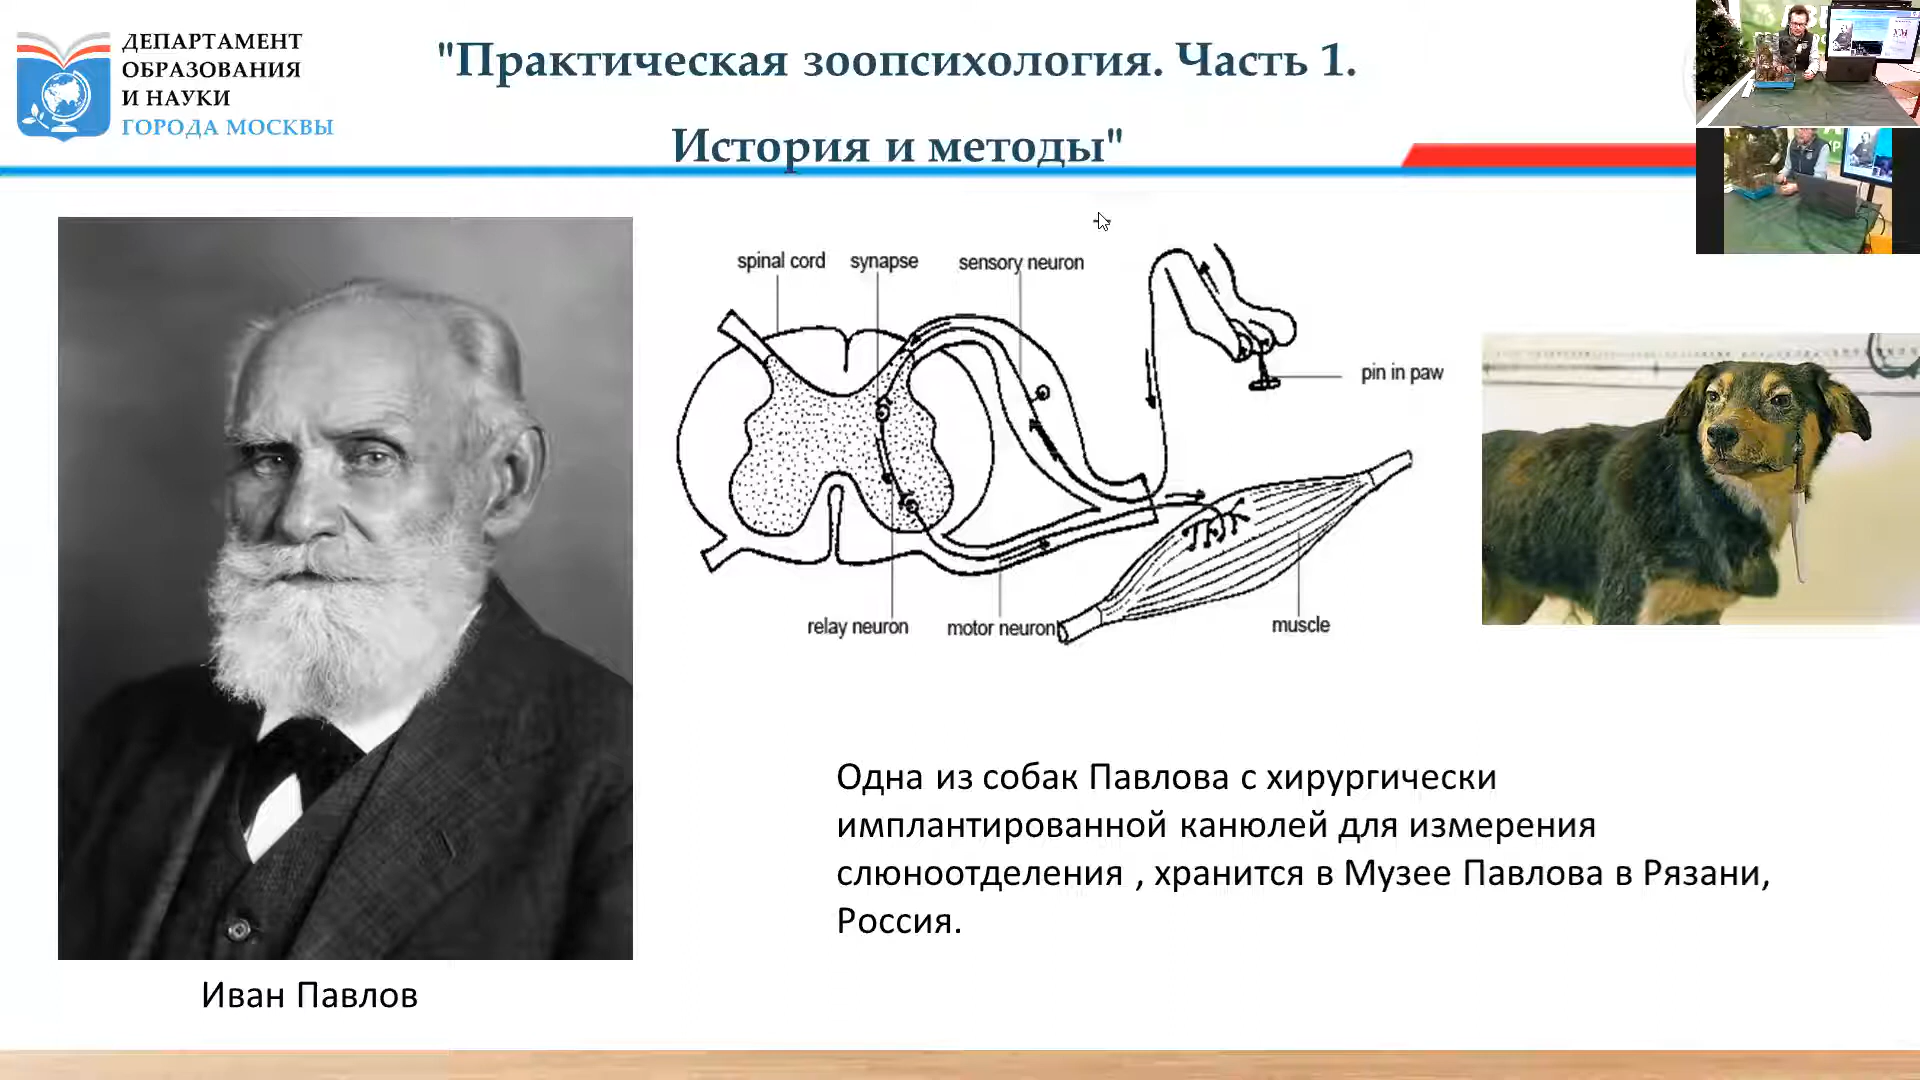 ДЕПАРТАМЕНТ
ОБРАЗОВАНИЯ
И НАУКИ
ГОРОДА МОСКВЫ
"Практическая зоопсихология. Часть 1.
История и методы"
spinal cord synapse sensory neuron
pin in paw
relay neuron motor neuron muscle
Одна из собак Павлова с хирургически
имплантированной канюлей для измерения
слюноотделения , хранится в Музее Павлова в Рязани,
Россия.
Иван Павлов